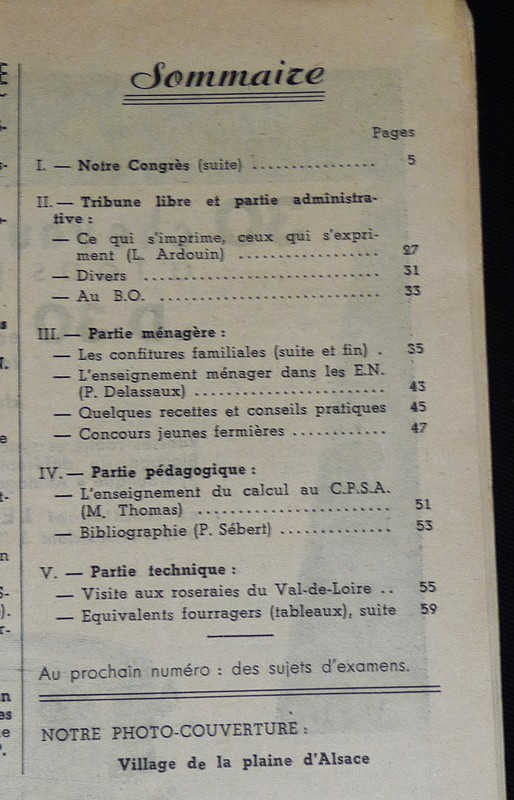 Sommaire
Pages
I. — Notre Congrès (suite) ................ 5
II. — Tribune libre et partie administra-
tive :
— Ce qui s'imprime, ceux qui s'expri-
ment (L. Ardouin) .................. 27
— Divers .............................. 31
— Au B.O. ............................ 33
III. — Partie ménagère :
— Les confitures familiales (suite et fin) . 35
— L'enseignement ménager dans les E.N.
(P. Delassaux) ........................ 43
— Quelques recettes et conseils pratiques 45
— Concours jeunes fermières ............ 47
IV. — Partie pédagogique :
— L'enseignement du calcul au C.P.S.A.
(M. Thomas) ........................ 51
— Bibliographie (P. Sébert) .............. 53
V. — Partie technique :
— Visite aux roseraies du Val-de-Loire .. 55
— Equivalents fourragers (tableaux), suite 59
Au prochain numéro : des sujets d'examens.
NOTRE PHOTO-COUVERTURE :
Village de la plaine d'Alsace